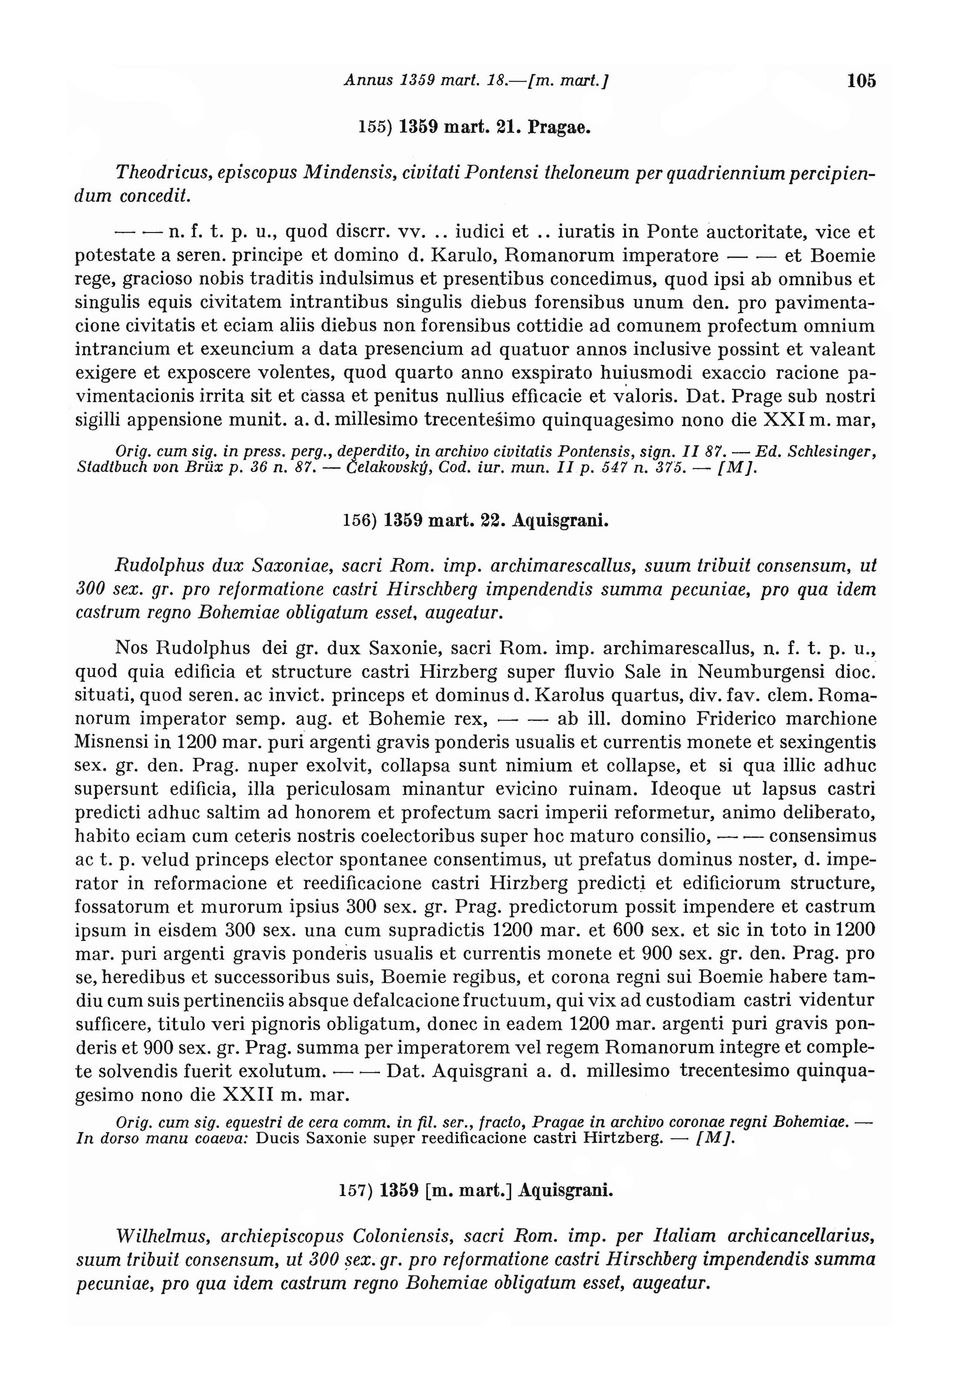 Annus 1359 mart. 18.—[m. mart.] 105
155) 1359 mart. 21. Pragae.
Theodricus, episcopus Mindensis, civitati Pontensi theloneum per quadriennium percipien-
dum concedit.
— — n. f. t. p. u., quod discrr. vv. .. iudici et .. iuratis in Ponte auctoritate, vice et
potestate a seren. principe et domino d. Karulo, Romanorum imperatore — — et Boemie
rege, gracioso nobis traditis indulsimus et presentibus concedimus, quod ipsi ab omnibus et
singulis equis civitatem intrantibus singulis diebus forensibus unum den. pro pavimenta-
cione civitatis et eciam aliis diebus non forensibus cottidie ad comunem profectum omnium
intrancium et exeuncium a data presencium ad quatuor annos inclusive possint et valeant
exigere et exposcere volentes, quod quarto anno exspirato huiusmodi exaccio racione pa-
vimentacionis irrita sit et cassa et penitus nullius efficacie et valoris. Dat. Prage sub nostri
sigilli appensione munit. a. d. millesimo trecentesimo quinquagesimo nono die XXI m. mar,
Orig. cum sig. in press. perg., deperdito, in archivo civitatis Pontensis, sign. II 87. — Ed. Schlesinger,
Stadtbuch von Brüx p. 36 n. 87. — Čelakovský, Cod. iur. mun. II p. 547 n. 375. — [M].
156) 1359 mart. 22. Aquisgrani.
Rudolphus dux Saxoniae, sacri Rom. imp. archimarescallus, suum tribuit consensum, ut
300 sex. gr. pro reformatione castri Hirschberg impendendis summa pecuniae, pro qua idem
castrum regno Bohemiae obligatum esset, augeatur.
Nos Rudolphus dei gr. dux Saxonie, sacri Rom. imp. archimarescallus, n. f. t. p. u.,
quod quia edificia et structure castri Hirzberg super fluvio Sale in Neumburgensi dioc.
situati, quod seren. ac invict. princeps et dominus d. Karolus quartus, div. fav. clem. Roma-
norum imperator semp. aug. et Bohemie rex, — — ab ill. domino Friderico marchione
Misnensi in 1200 mar. puri argenti gravis ponderis usualis et currentis monete et sexingentis
sex. gr. den. Prag. nuper exolvit, collapsa sunt nimium et collapse, et si qua illic adhuc
supersunt edificia, illa periculosam minantur evicino ruinam. Ideoque ut lapsus castri
predicti adhuc saltim ad honorem et profectum sacri imperii reformetur, animo deliberato,
habito eciam cum ceteris nostris coelectoribus super hoc maturo consilio, — — consensimus
ac t. p. velud princeps elector spontanee consentimus, ut prefatus dominus noster, d. impe-
rator in reformacione et reedificacione castri Hirzberg predicti et edificiorum structure,
fossatorum et murorum ipsius 300 sex. gr. Prag. predictorum possit impendere et castrum
ipsum in eisdem 300 sex. una cum supradictis 1200 mar. et 600 sex. et sic in toto in 1200
mar. puri argenti gravis ponderis usualis et currentis monete et 900 sex. gr. den. Prag. pro
se, heredibus et successoribus suis, Boemie regibus, et corona regni sui Boemie habere tam-
diu cum suis pertinenciis absque defalcacione fructuum, qui vix ad custodiam castri videntur
sufficere, titulo veri pignoris obligatum, donec in eadem 1200 mar. argenti puri gravis pon-
deris et 900 sex. gr. Prag. summa per imperatorem vel regem Romanorum integre et comple-
te solvendis fuerit exolutum. — — Dat. Aquisgrani a. d. millesimo trecentesimo quinqua-
gesimo nono die XXII m. mar.
Orig. cum sig. equestri de cera comm. in fil. ser., fracto, Pragae in archivo coronae regni Bohemiae. —
In dorso manu coaeva: Ducis Saxonie super reedificacione castri Hirtzberg. — [M].
157) 1359 [m. mart.] Aquisgrani.
Wilhelmus, archiepiscopus Coloniensis, sacri Rom. imp. per Italiam archicancellarius,
suum tribuit consensum, ut 300 sex. gr. pro reformatione castri Hirschberg impendendis summa
pecuniae, pro qua idem castrum regno Bohemiae obligatum esset, augeatur.